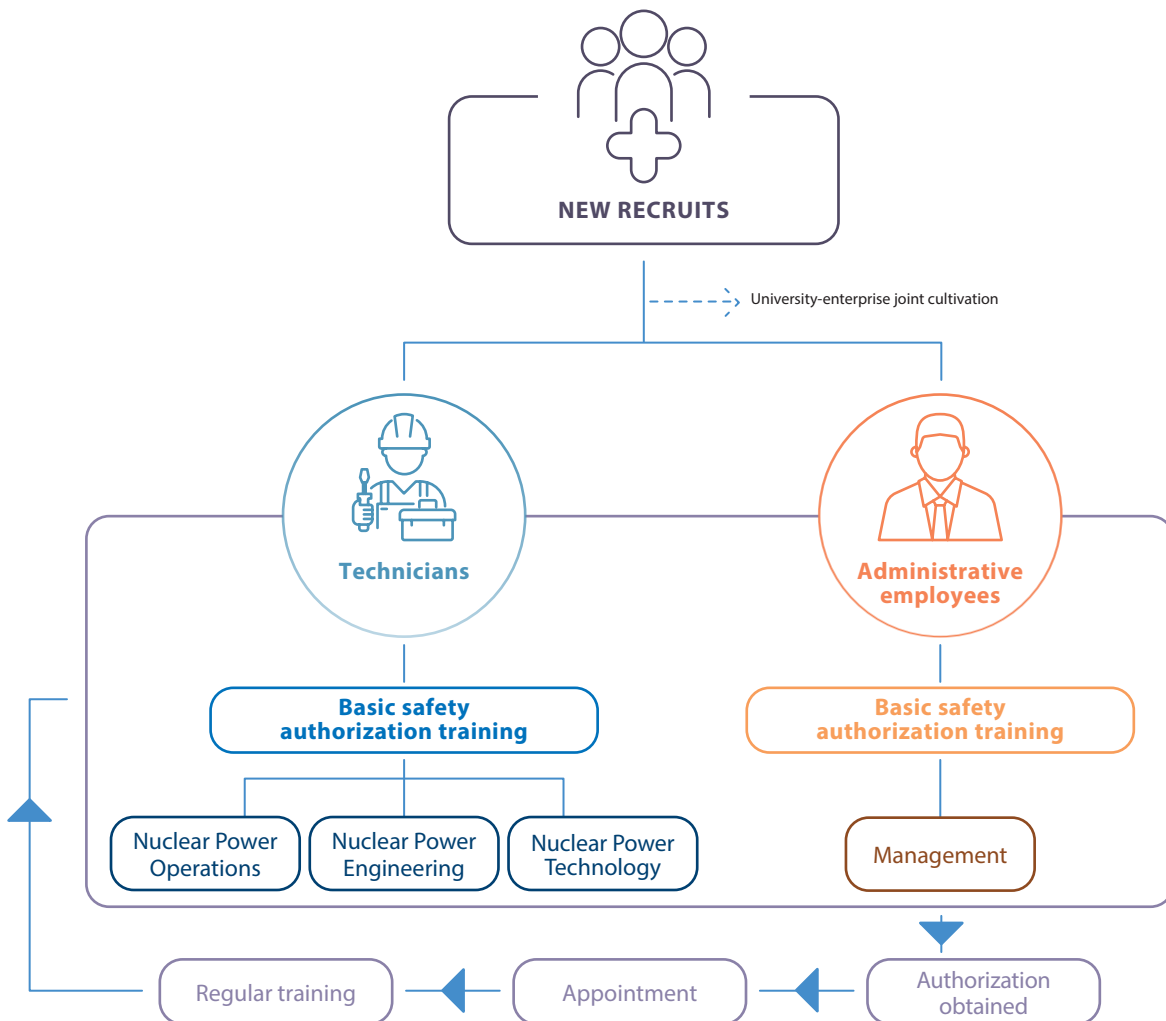 NEW RECRUITS
University-enterprise joint cultivation
Technicians
Administrative
employees
Basic safety
authorization training
Basic safety
authorization training
Nuclear Power
Operations
Nuclear Power
Engineering
Nuclear Power
Technology
Management
Regular training
Appointment
Authorization
obtained